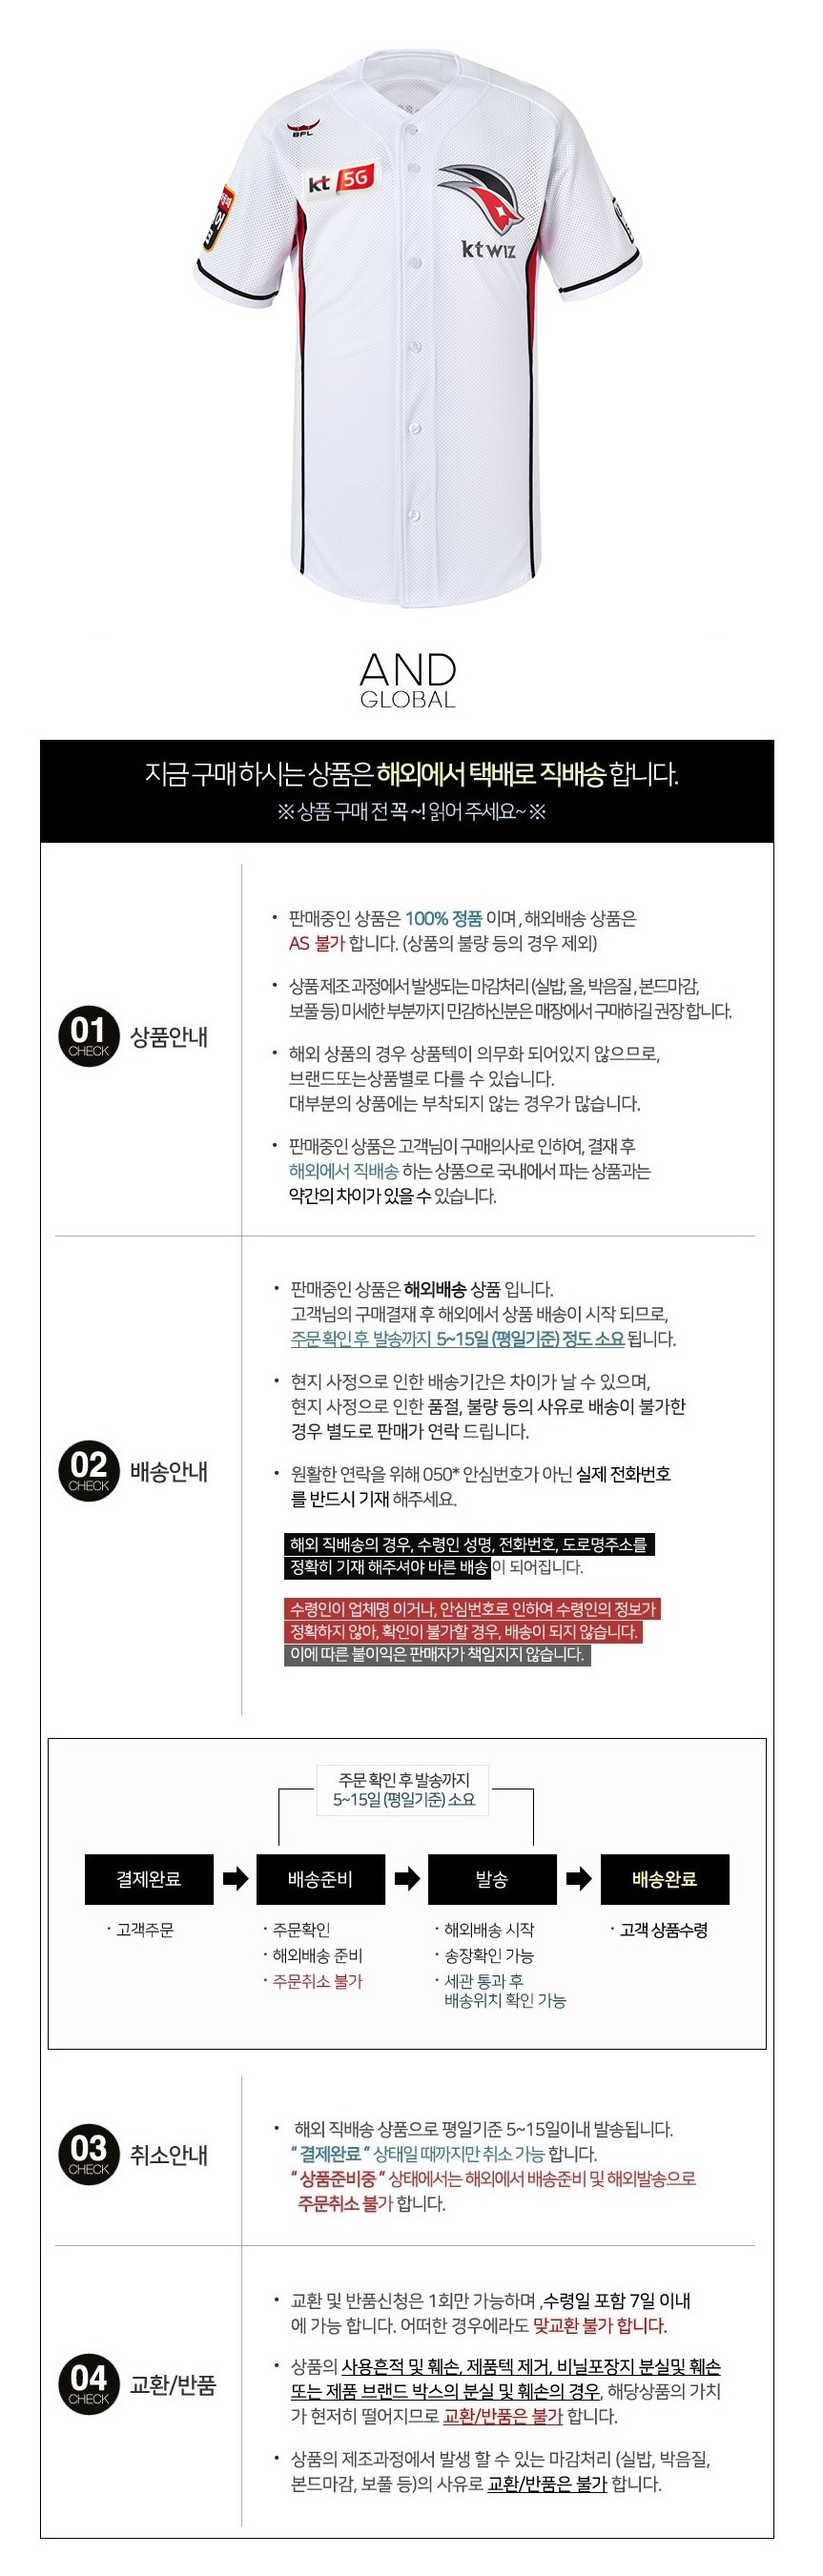 BFL
kt 5G
kt wiz
AND
GLOBAL
지금 구매 하시는 상품은 해외에서 택배로 직배송 합니다.
※ 상품 구매 전 꼭 ~! 읽어 주세요~ ※
01
CHECK
상품안내
• 판매중인 상품은 100% 정품 이며 , 해외배송 상품은
AS 불가 합니다. (상품의 불량 등의 경우 제외)
• 상품 제조 과정에서 발생되는 마감처리 (실밥, 올, 박음질 , 본드마감,
보풀 등) 미세한 부분까지 민감하신분은 매장에서 구매하길 권장 합니다.
• 해외 상품의 경우 상품텍이 의무화 되어있지 않으므로,
브랜드또는상품별로 다를 수 있습니다.
대부분의 상품에는 부착되지 않는 경우가 많습니다.
• 판매중인 상품은 고객님이 구매의사로 인하여, 결재 후
해외에서 직배송 하는 상품으로 국내에서 파는 상품과는
약간의 차이가 있을 수 있습니다.
02
CHECK
배송안내
• 판매중인 상품은 해외배송 상품 입니다.
고객님의 구매결재 후 해외에서 상품 배송이 시작 되므로,
주문 확인 후 발송까지 5~15일 (평일기준) 정도 소요 됩니다.
• 현지 사정으로 인한 배송기간은 차이가 날 수 있으며,
현지 사정으로 인한 품절, 불량 등의 사유로 배송이 불가한
경우 별도로 판매가 연락 드립니다.
• 원활한 연락을 위해 050* 안심번호가 아닌 실제 전화번호
를 반드시 기재 해주세요.
해외 직배송의 경우, 수령인 성명, 전화번호, 도로명주소를
정확히 기재 해주셔야 바른 배송이 되어집니다.
수령인이 업체명 이거나, 안심번호로 인하여 수령인의 정보가
정확하지 않아, 확인이 불가할 경우, 배송이 되지 않습니다.
이에 따른 불이익은 판매자가 책임지지 않습니다.
주문 확인 후 발송까지
5~15일 (평일기준) 소요
결제완료 ➡ 배송준비 ➡ 발송 ➡ 배송완료
· 고객주문
· 주문확인
· 해외배송 준비
· 주문취소 불가
· 해외배송 시작
· 송장확인 가능
· 세관 통과 후
배송위치 확인 가능
· 고객 상품수령
03
CHECK
취소안내
• 해외 직배송 상품으로 평일기준 5~15일이내 발송됩니다.
“ 결제완료 ” 상태일 때까지만 취소 가능 합니다.
“ 상품준비중 ” 상태에서는 해외에서 배송준비 및 해외발송으로
주문취소 불가 합니다.
04
CHECK
교환/반품
• 교환 및 반품신청은 1회만 가능하며 ,수령일 포함 7일 이내
에 가능 합니다. 어떠한 경우에라도 맞교환 불가 합니다.
• 상품의 사용흔적 및 훼손, 제품텍 제거, 비닐포장지 분실및 훼손
또는 제품 브랜드 박스의 분실 및 훼손의 경우, 해당상품의 가치
가 현저히 떨어지므로 교환/반품은 불가 합니다.
• 상품의 제조과정에서 발생 할 수 있는 마감처리 (실밥, 박음질,
본드마감, 보풀 등)의 사유로 교환/반품은 불가 합니다.